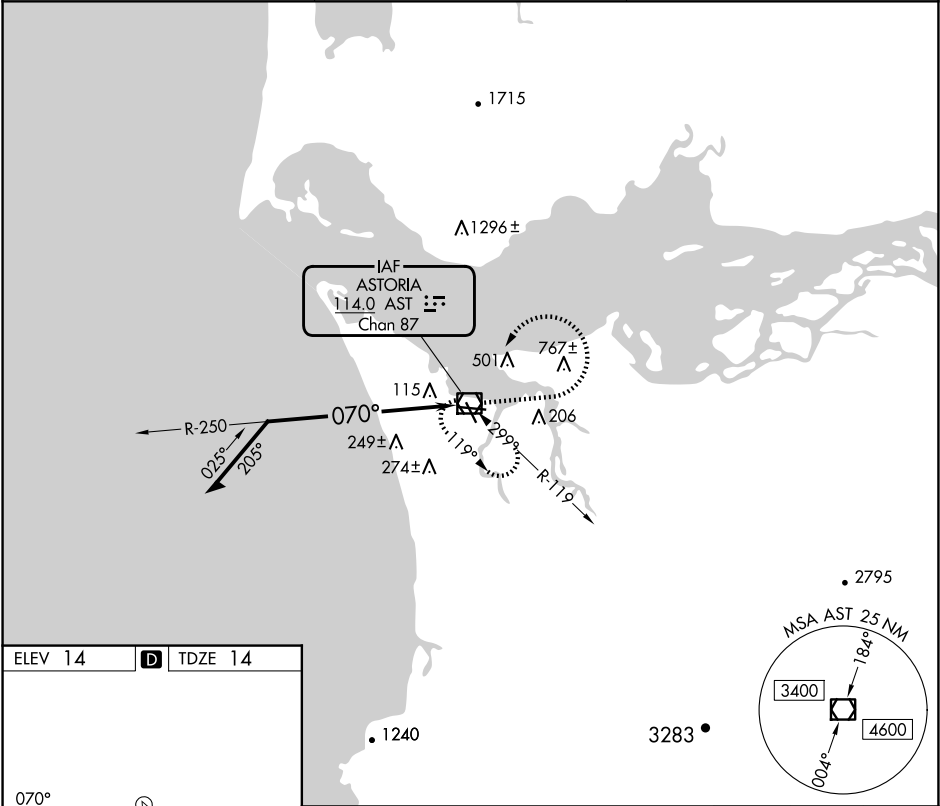 1715
1296±
IAF
ASTORIA
114.0 AST
Chan 87
501
767±
115
206
R-250
070°
249±
274±
025°
205°
119°
299°
R-119
2795
MSA AST 25 NM
184°
3400
4600
004°
ELEV 14 D TDZE 14
1240
3283
070°